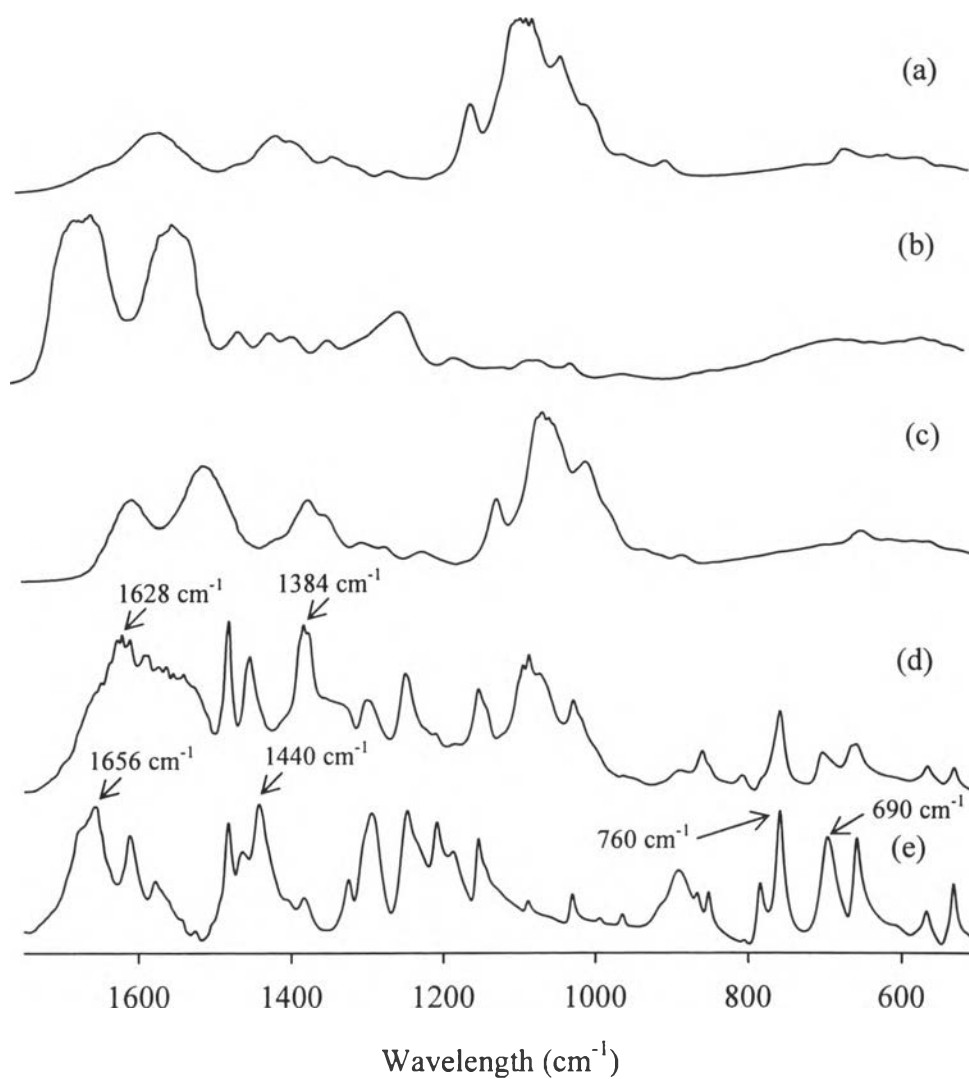 (a)
(b)
(c)
1628 cm⁻¹
1384 cm⁻¹
(d)
1656 cm⁻¹
1440 cm⁻¹
760 cm⁻¹
690 cm⁻¹
(e)
1600 1400 1200 1000 800 600
Wavelength (cm⁻¹)